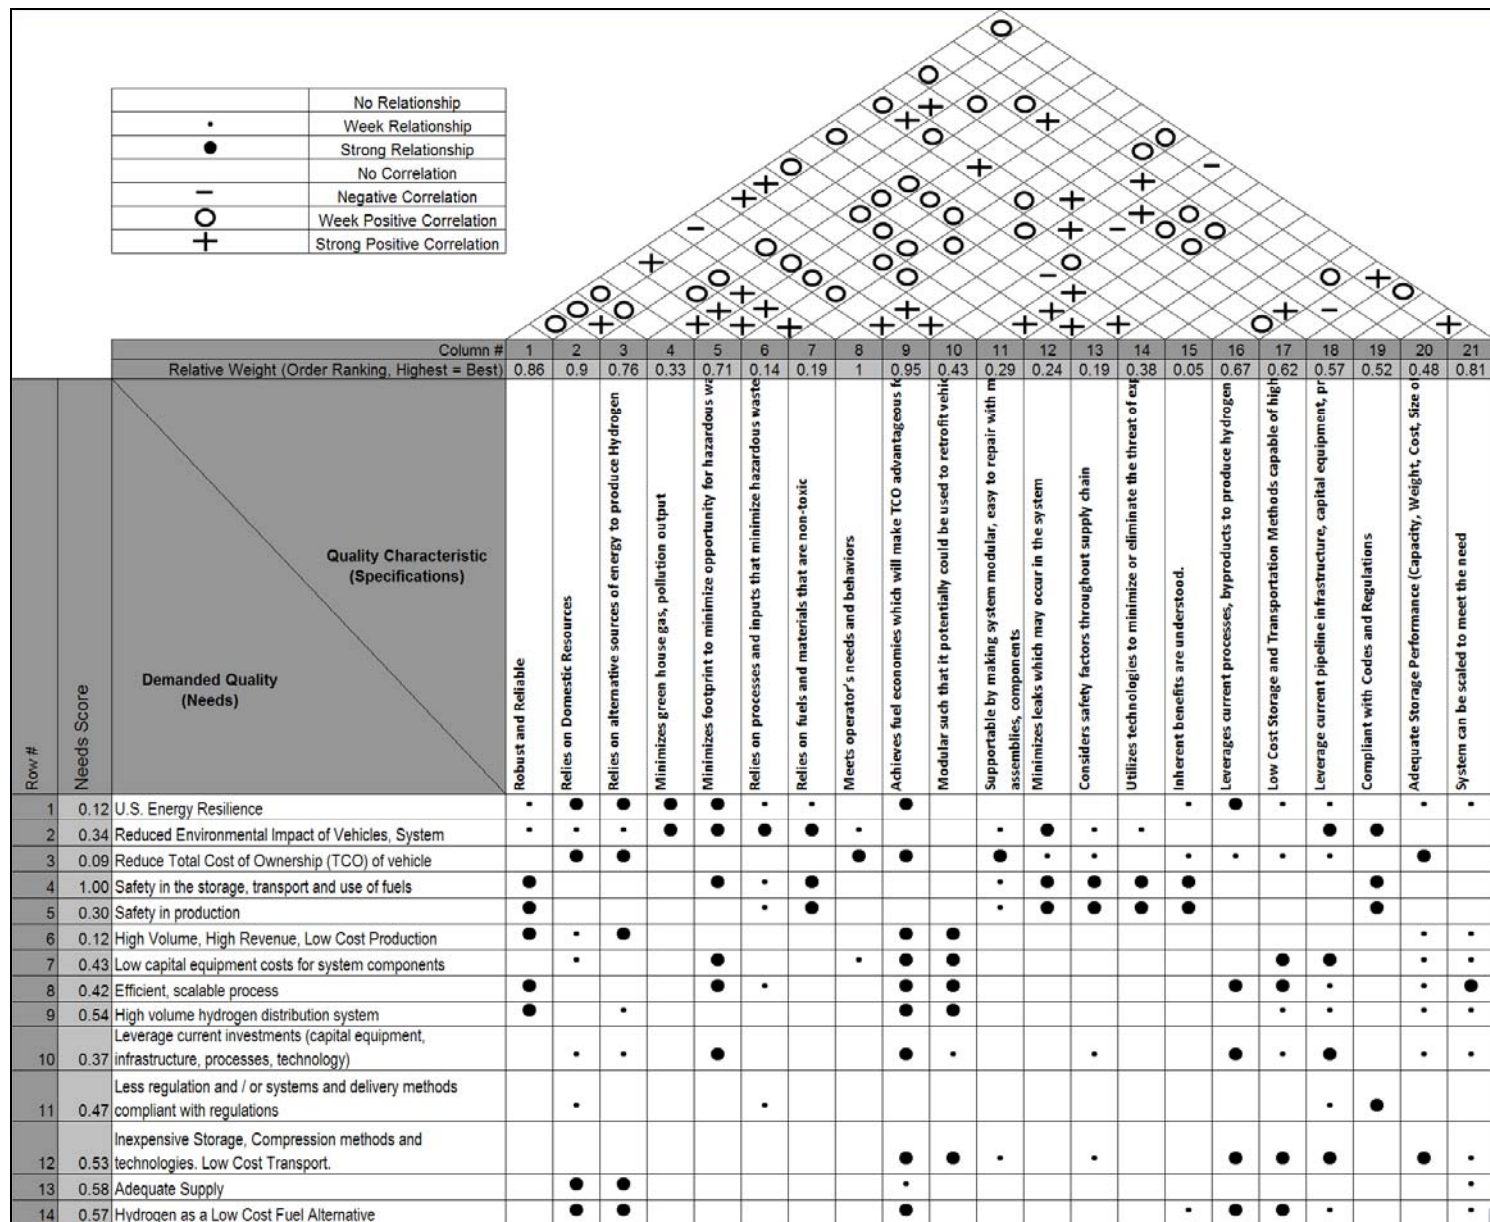 No Relationship
Week Relationship
Strong Relationship
No Correlation
Negative Correlation
Week Positive Correlation
Strong Positive Correlation
Column # 1 2 3 4 5 6 7 8 9 10 11 12 13 14 15 16 17 18 19 20 21
Relative Weight (Order Ranking, Highest = Best) 0.86 0.9 0.76 0.33 0.71 0.14 0.19 1 0.95 0.43 0.29 0.24 0.19 0.38 0.05 0.67 0.62 0.57 0.52 0.48 0.81
Quality Characteristic
(Specifications)
Demanded Quality
(Needs)
Row #
Needs Score
Robust and Reliable
Relies on Domestic Resources
Relies on alternative sources of energy to produce Hydrogen
Minimizes green house gas, pollution output
Minimizes footprint to minimize opportunity for hazardous wa
Relies on processes and inputs that minimize hazardous waste
Relies on fuels and materials that are non-toxic
Meets operator's needs and behaviors
Achieves fuel economies which will make TCO advantageous fo
Modular such that it potentially could be used to retrofit vehic
Supportable by making system modular, easy to repair with m
assemblies, components
Minimizes leaks which may occur in the system
Considers safety factors throughout supply chain
Utilizes technologies to minimize or eliminate the threat of exp
Inherent benefits are understood.
Leverages current processes, byproducts to produce hydrogen
Low Cost Storage and Transportation Methods capable of high
Leverage current pipeline infrastructure, capital equipment, pr
Compliant with Codes and Regulations
Adequate Storage Performance (Capacity, Weight, Cost, Size of
System can be scaled to meet the need
1 0.12 U.S. Energy Resilience
2 0.34 Reduced Environmental Impact of Vehicles, System
3 0.09 Reduce Total Cost of Ownership (TCO) of vehicle
4 1.00 Safety in the storage, transport and use of fuels
5 0.30 Safety in production
6 0.12 High Volume, High Revenue, Low Cost Production
7 0.43 Low capital equipment costs for system components
8 0.42 Efficient, scalable process
9 0.54 High volume hydrogen distribution system
Leverage current investments (capital equipment,
10 0.37 infrastructure, processes, technology)
Less regulation and / or systems and delivery methods
11 0.47 compliant with regulations
Inexpensive Storage, Compression methods and
12 0.53 technologies. Low Cost Transport.
13 0.58 Adequate Supply
14 0.57 Hydrogen as a Low Cost Fuel Alternative